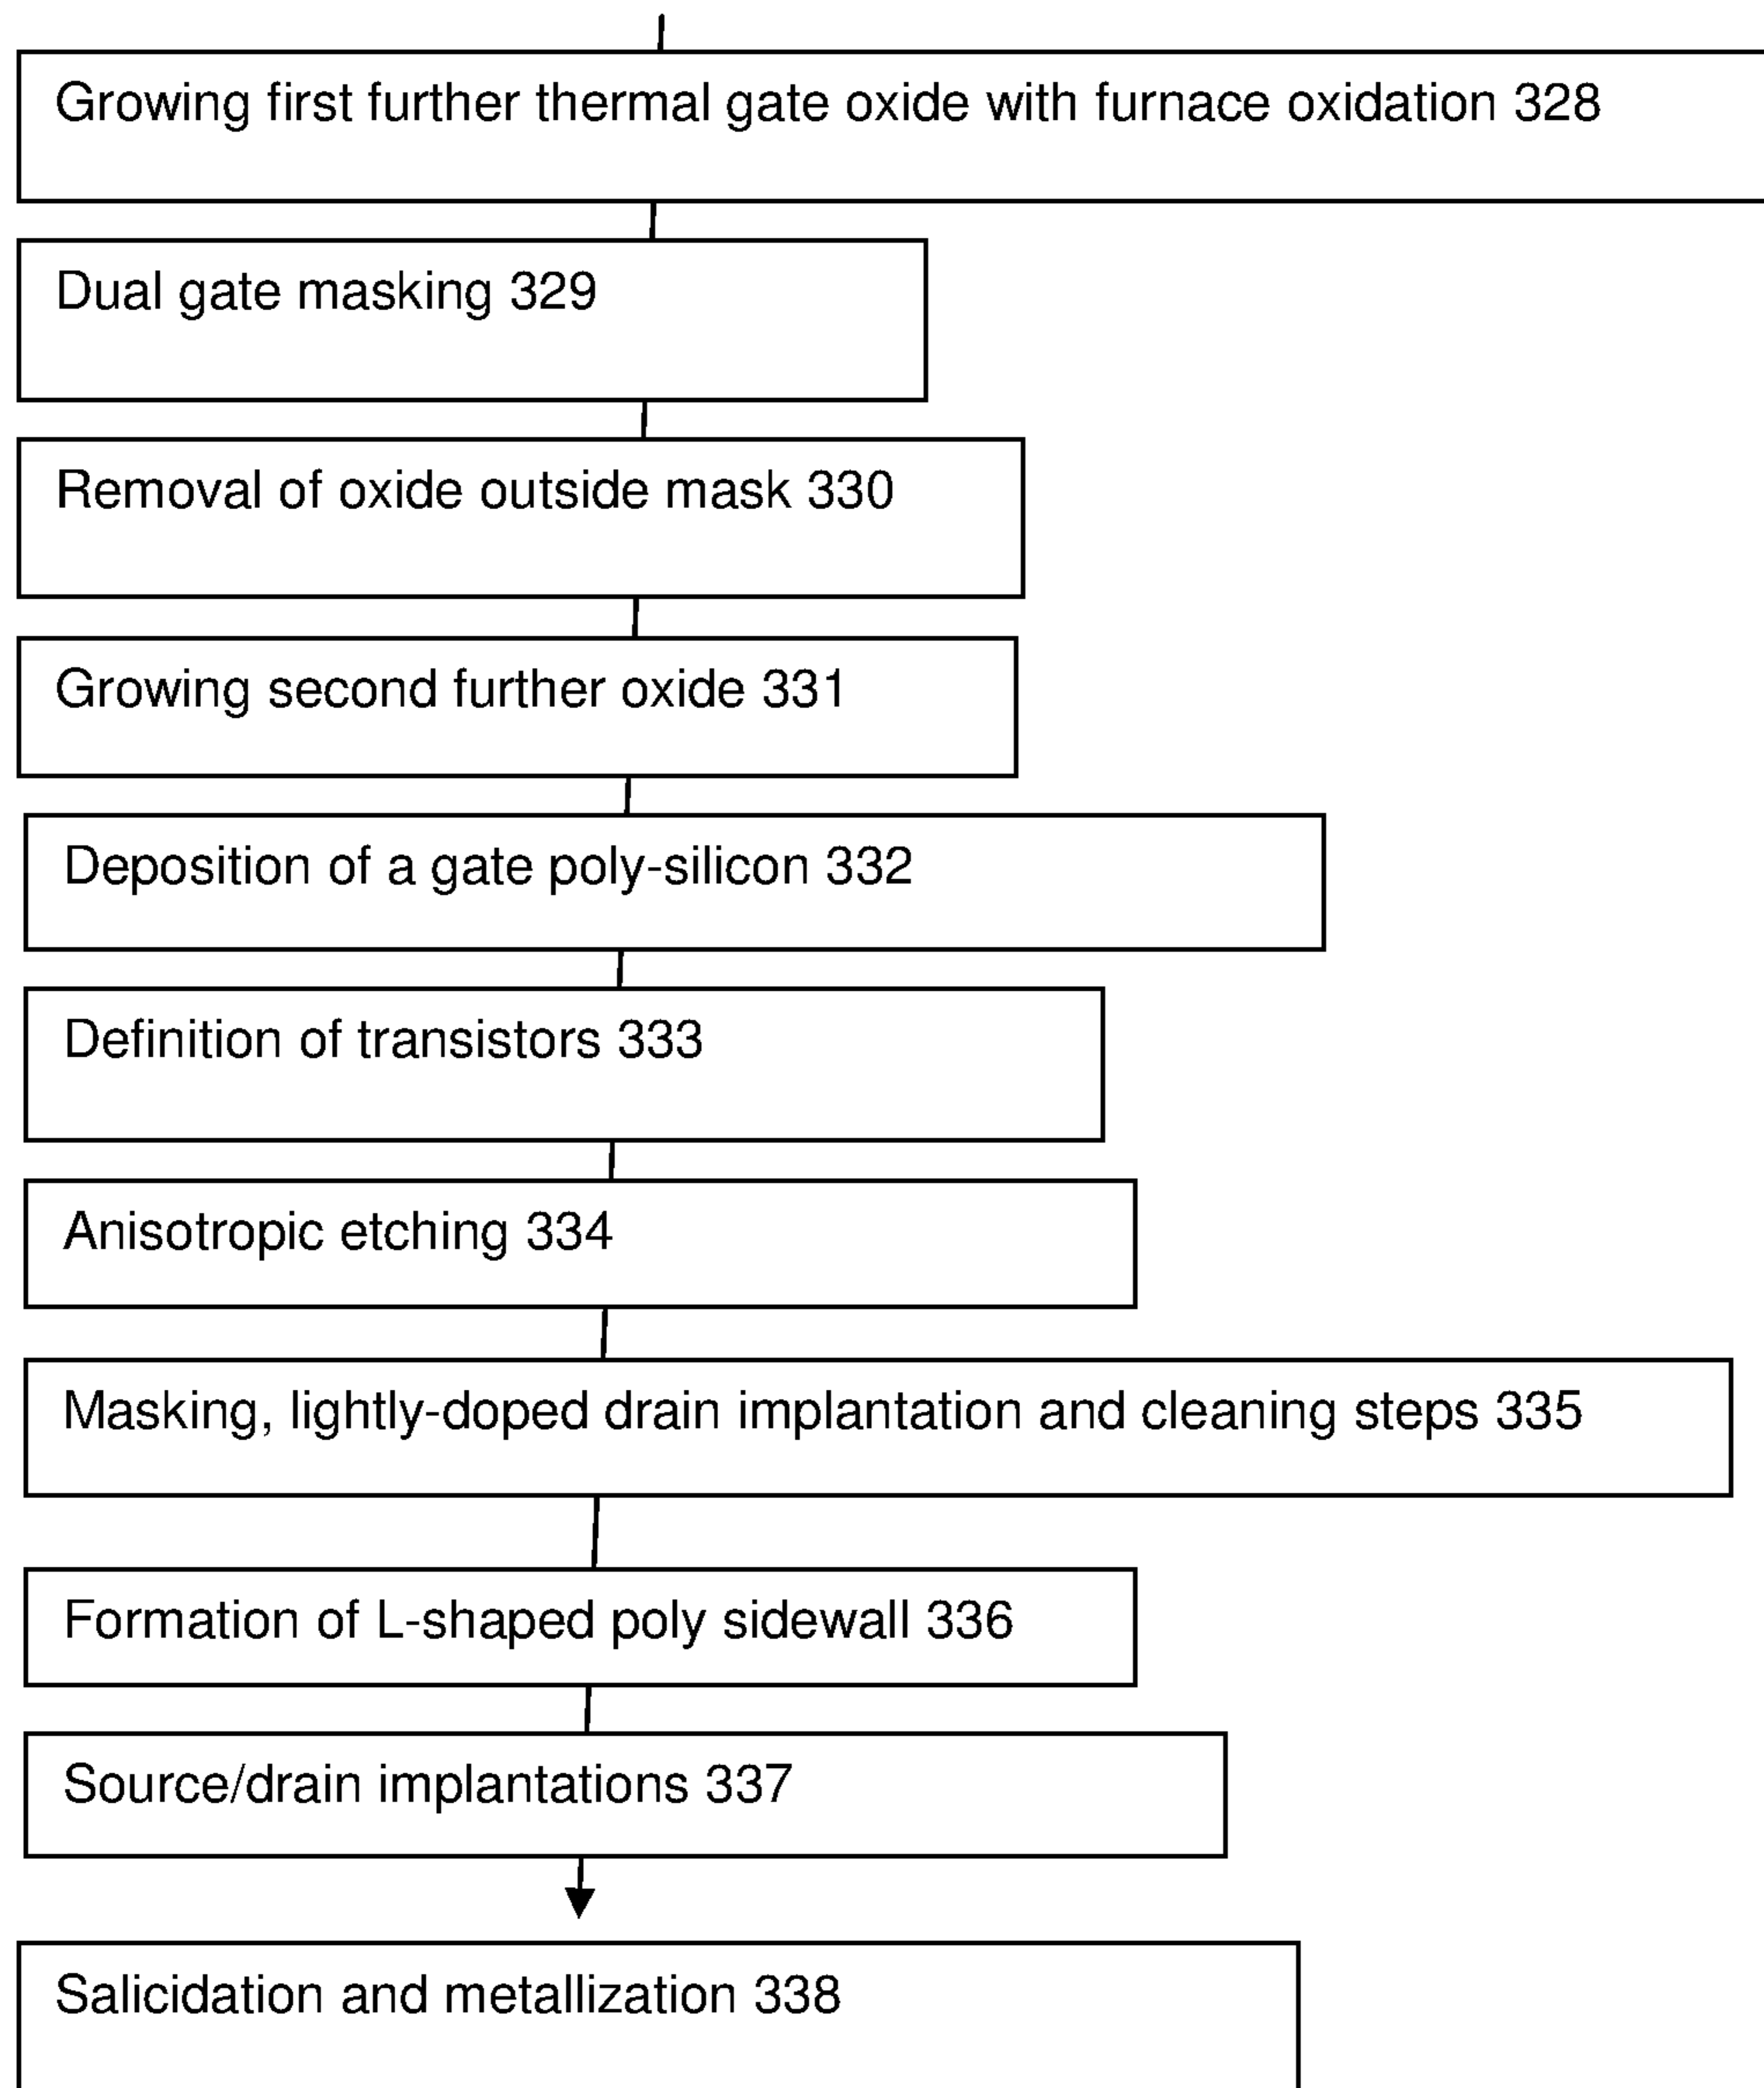 Growing first further thermal gate oxide with furnace oxidation 328
Dual gate masking 329
Removal of oxide outside mask 330
Growing second further oxide 331
Deposition of a gate poly-silicon 332
Definition of transistors 333
Anisotropic etching 334
Masking, lightly-doped drain implantation and cleaning steps 335
Formation of L-shaped poly sidewall 336
Source/drain implantations 337
Salicidation and metallization 338